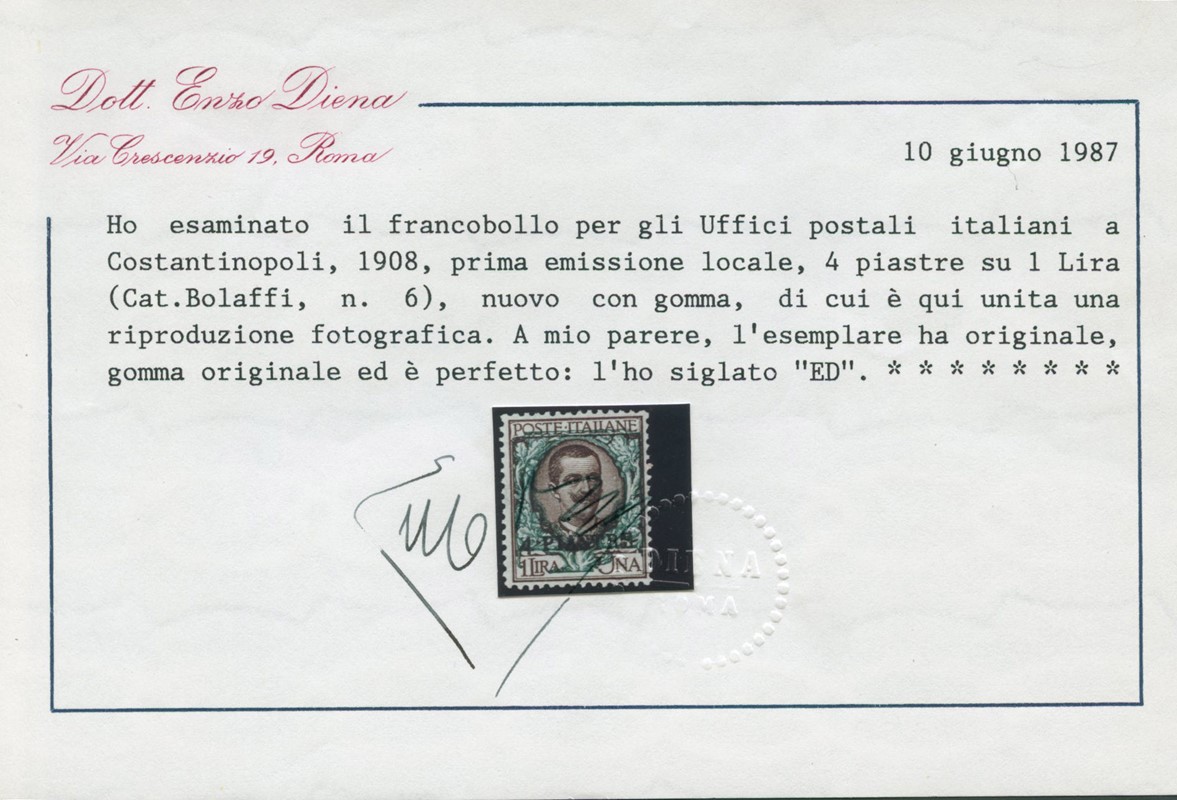 Dott. Enzo Diena
Via Crescenzio 19, Roma
10 giugno 1987
Ho esaminato il francobollo per gli Uffici postali italiani a
Costantinopoli, 1908, prima emissione locale, 4 piastre su 1 Lira
(Cat.Bolaffi, n. 6), nuovo con gomma, di cui è qui unita una
riproduzione fotografica. A mio parere, l'esemplare ha originale,
gomma originale ed è perfetto: l'ho siglato "ED". * * * * * * * *
POSTE·ITALIANE
4 PIASTRE
1 LIRA UNA